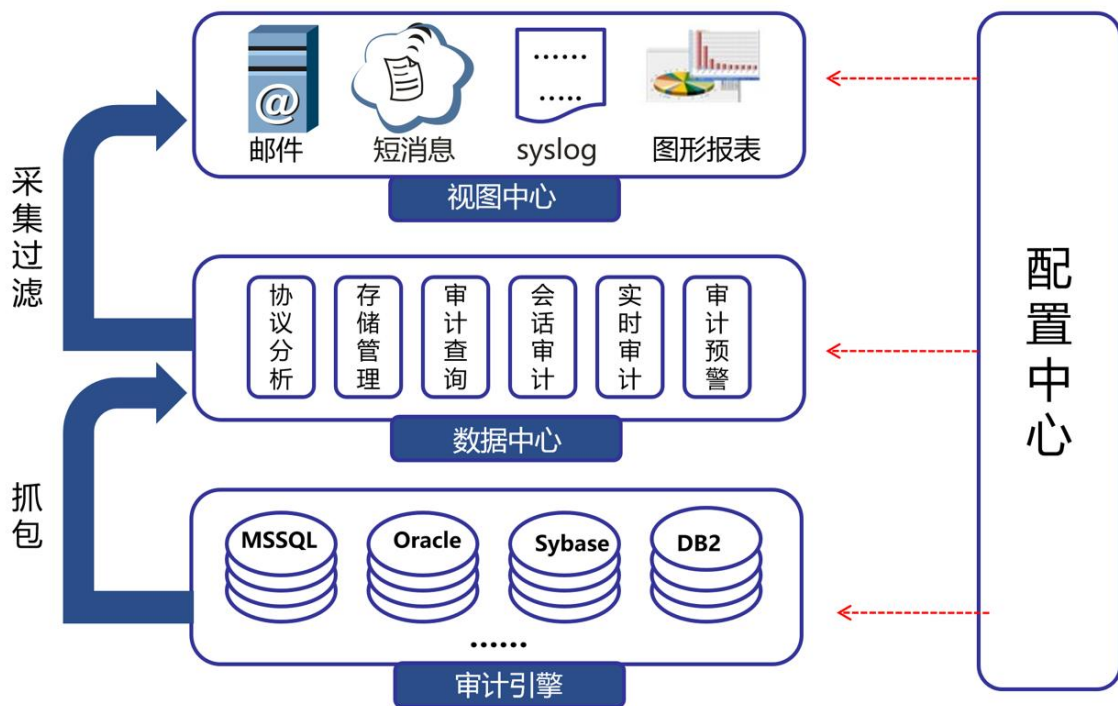 邮件
短消息
syslog
图形报表
视图中心
采集过滤
协议分析
存储管理
审计查询
会话审计
实时审计
审计预警
数据中心
抓包
MSSQL
Oracle
Sybase
DB2
......
审计引擎
配置中心